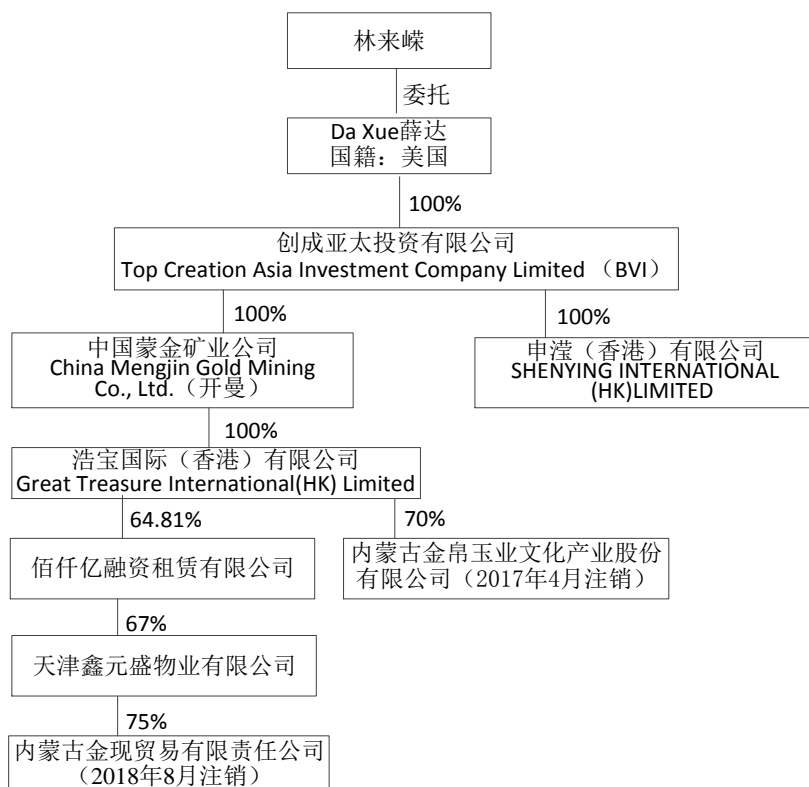 林来嵘
委托
Da Xue薛达
国籍：美国
100%
创成亚太投资有限公司
Top Creation Asia Investment Company Limited （BVI）
100%
100%
中国蒙金矿业公司
China Mengjin Gold Mining
Co., Ltd.（开曼）
申滢（香港）有限公司
SHENYING INTERNATIONAL
(HK)LIMITED
100%
浩宝国际（香港）有限公司
Great Treasure International(HK) Limited
64.81%
70%
佰仟亿融资租赁有限公司
内蒙古金帛玉业文化产业股份
有限公司（2017年4月注销）
67%
天津鑫元盛物业有限公司
75%
内蒙古金现贸易有限责任公司
（2018年8月注销）